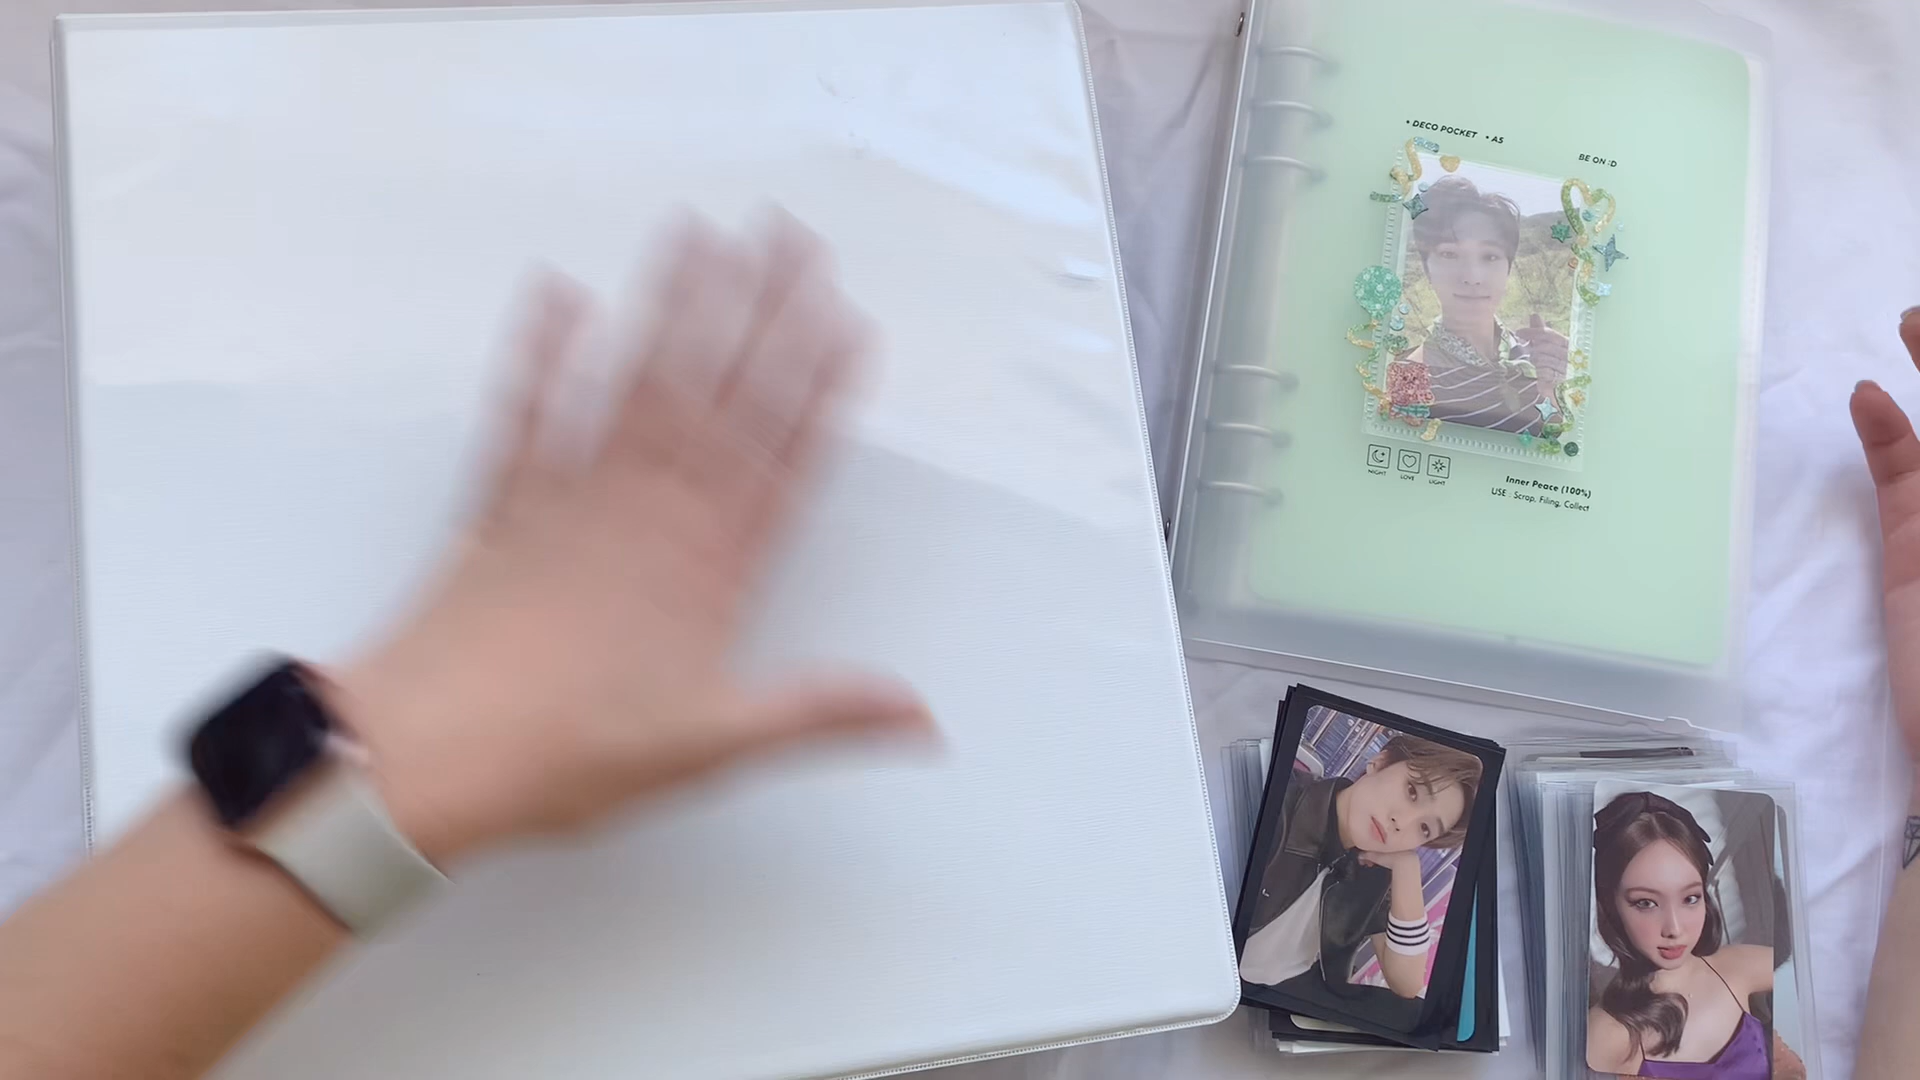 • DECO POCKET • A5
BE ON :D
NIGHT
LOVE
LIGHT
Inner Peace (100%)
USE : Scrap, Filing, Collect